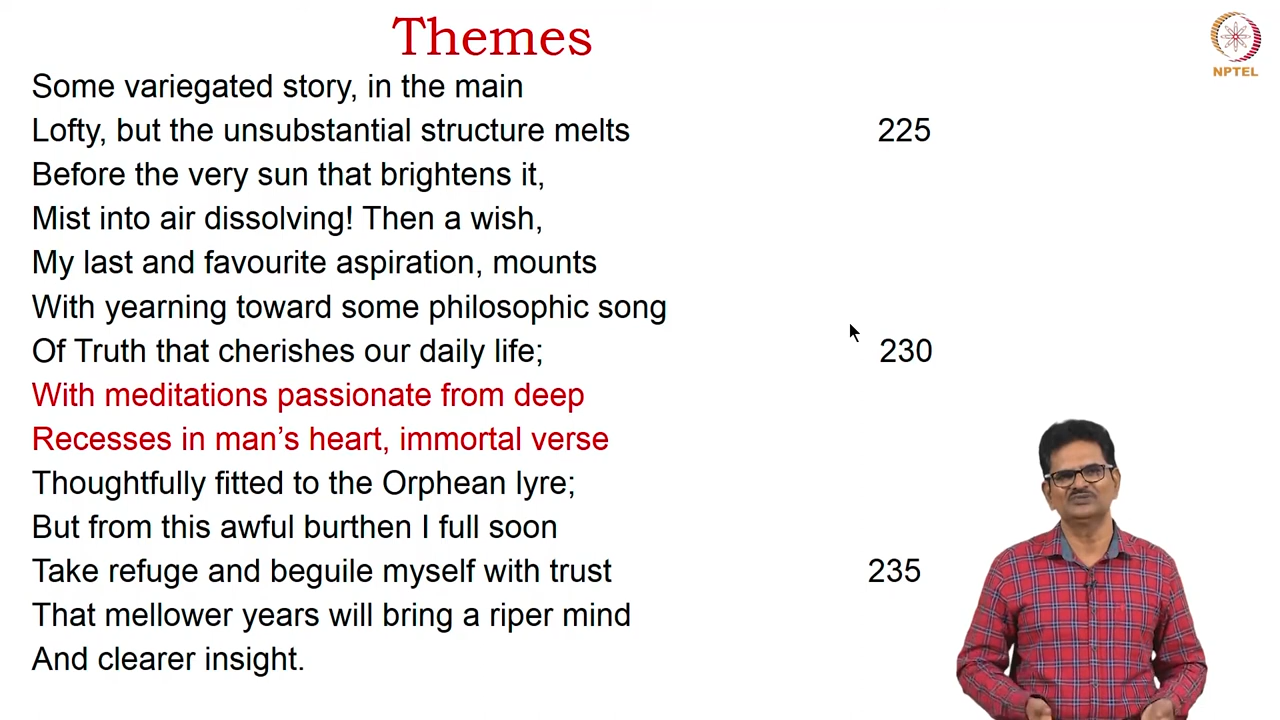 Themes
NPTEL
Some variegated story, in the main
Lofty, but the unsubstantial structure melts 225
Before the very sun that brightens it,
Mist into air dissolving! Then a wish,
My last and favourite aspiration, mounts
With yearning toward some philosophic song
Of Truth that cherishes our daily life; 230
With meditations passionate from deep
Recesses in man’s heart, immortal verse
Thoughtfully fitted to the Orphean lyre;
But from this awful burthen I full soon
Take refuge and beguile myself with trust 235
That mellower years will bring a riper mind
And clearer insight.